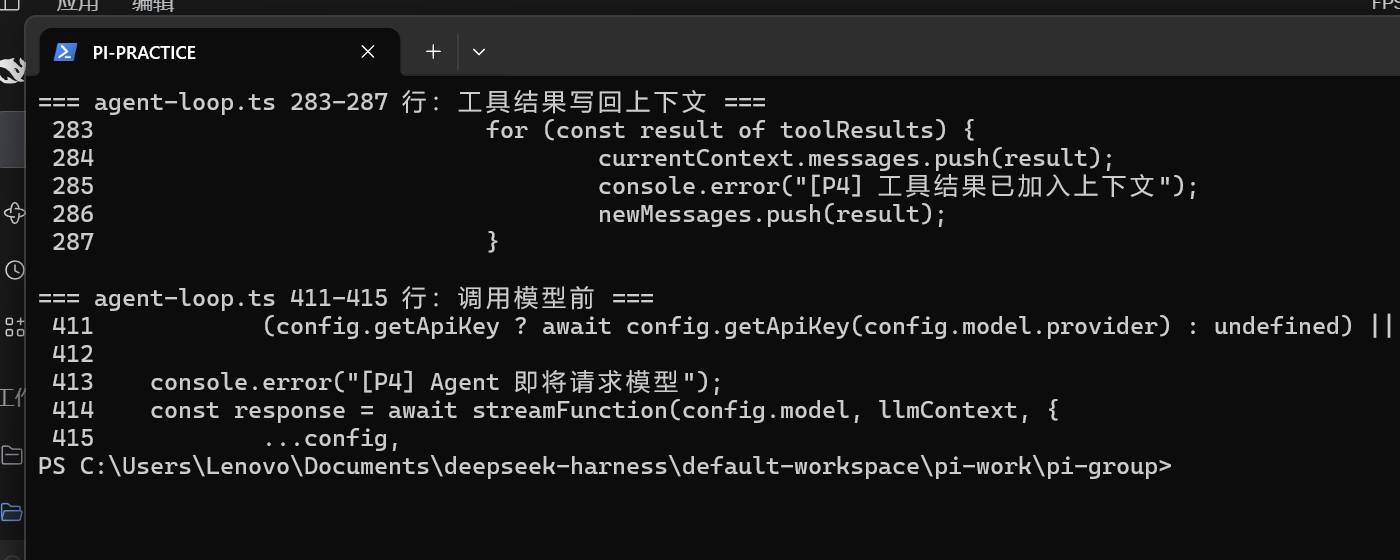 应用 编辑
PI-PRACTICE
=== agent-loop.ts 283-287 行: 工具结果写回上下文 ===
283 for (const result of toolResults) {
284 currentContext.messages.push(result);
285 console.error("[P4] 工具结果已加入上下文");
286 newMessages.push(result);
287 }
=== agent-loop.ts 411-415 行: 调用模型前 ===
411 (config.getApiKey ? await config.getApiKey(config.model.provider) : undefined) ||
412
413 console.error("[P4] Agent 即将请求模型");
414 const response = await streamFunction(config.model, llmContext, {
415 ...config,
PS C:\Users\Lenovo\Documents\deepseek-harness\default-workspace\pi-work\pi-group>